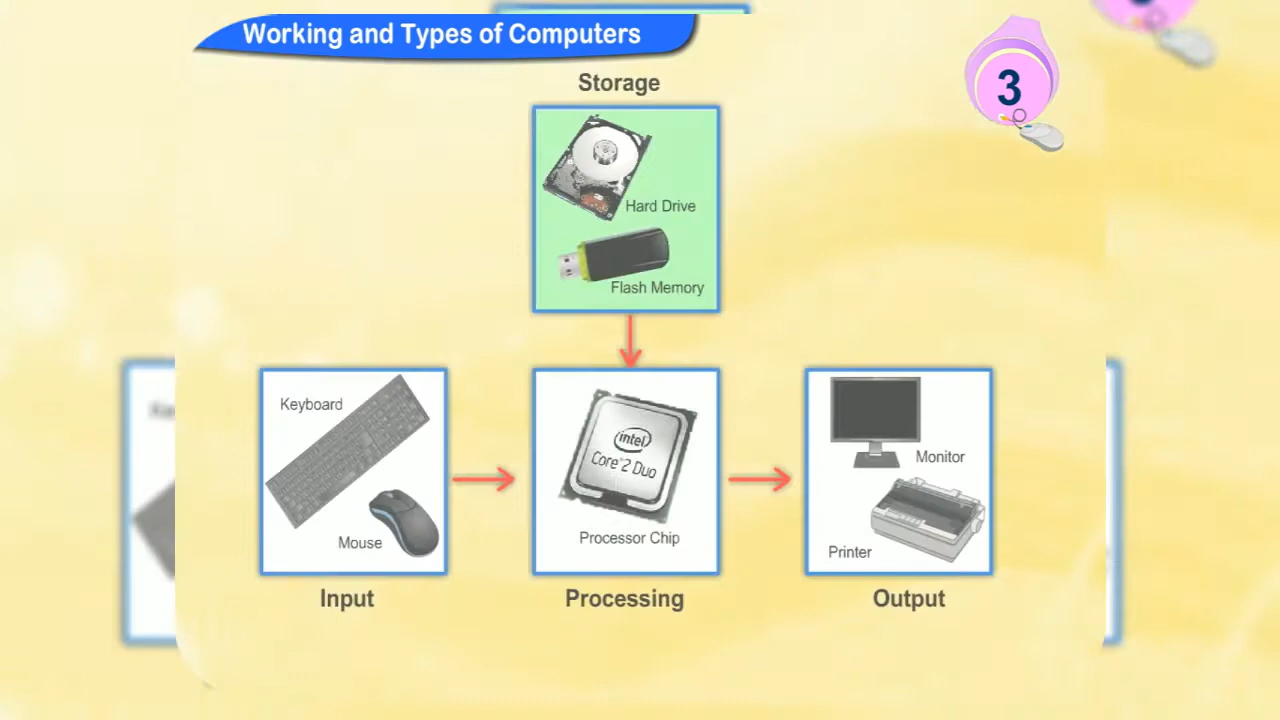 Working and Types of Computers
3
Storage
Hard Drive
Flash Memory
Keyboard
Mouse
intel
Core 2 Duo
Processor Chip
Monitor
Printer
Input
Processing
Output